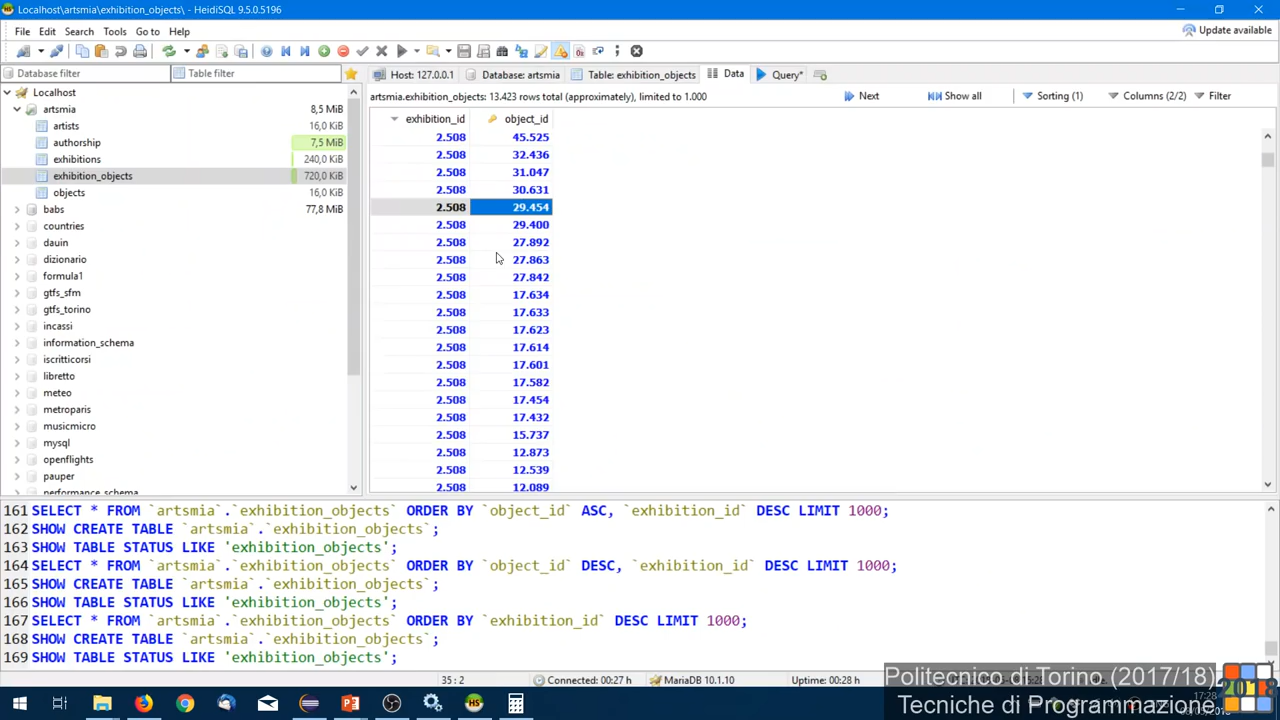 artsmia\exhibition_objects\ - HeidiSQL 9.5.0.5196
File Edit Search Tools Go to Help
Update available
Database filter Table filter Host: 127.0.0.1 Database: artsmia Table: exhibition_objects Data Query*
artsmia.exhibition_objects: 13.423 rows total (approximately), limited to 1.000 Next Show all Sorting (1) Columns (2/2) Filter
Localhost
artsmia 8,5 MiB
artists 16,0 KiB
authorship 7,5 MiB
exhibitions 240,0 KiB
exhibition_objects 720,0 KiB
objects 16,0 KiB
babs 77,8 MiB
countries
dauin
dizionario
formula1
gtfs_sfm
gtfs_torino
incassi
information_schema
iscritticorsi
libretto
meteo
metroparis
musicmicro
mysql
openflights
pauper
performance_schema
exhibition_id object_id
2.508 45.525
2.508 32.436
2.508 31.047
2.508 30.631
2.508 29.454
2.508 29.400
2.508 27.892
2.508 27.863
2.508 27.842
2.508 17.634
2.508 17.633
2.508 17.623
2.508 17.614
2.508 17.601
2.508 17.582
2.508 17.454
2.508 17.432
2.508 15.737
2.508 12.873
2.508 12.539
2.508 12.089
161 SELECT * FROM `artsmia`.`exhibition_objects` ORDER BY `object_id` ASC, `exhibition_id` DESC LIMIT 1000;
162 SHOW CREATE TABLE `artsmia`.`exhibition_objects`;
163 SHOW TABLE STATUS LIKE 'exhibition_objects';
164 SELECT * FROM `artsmia`.`exhibition_objects` ORDER BY `object_id` DESC, `exhibition_id` DESC LIMIT 1000;
165 SHOW CREATE TABLE `artsmia`.`exhibition_objects`;
166 SHOW TABLE STATUS LIKE 'exhibition_objects';
167 SELECT * FROM `artsmia`.`exhibition_objects` ORDER BY `exhibition_id` DESC LIMIT 1000;
168 SHOW CREATE TABLE `artsmia`.`exhibition_objects`;
169 SHOW TABLE STATUS LIKE 'exhibition_objects';
35 : 2 Connected: 00:27 h MariaDB 10.1.10 Uptime: 00:28 h
Politecnico di Torino (2017/18)
Tecniche di Programmazione
2018
17:28